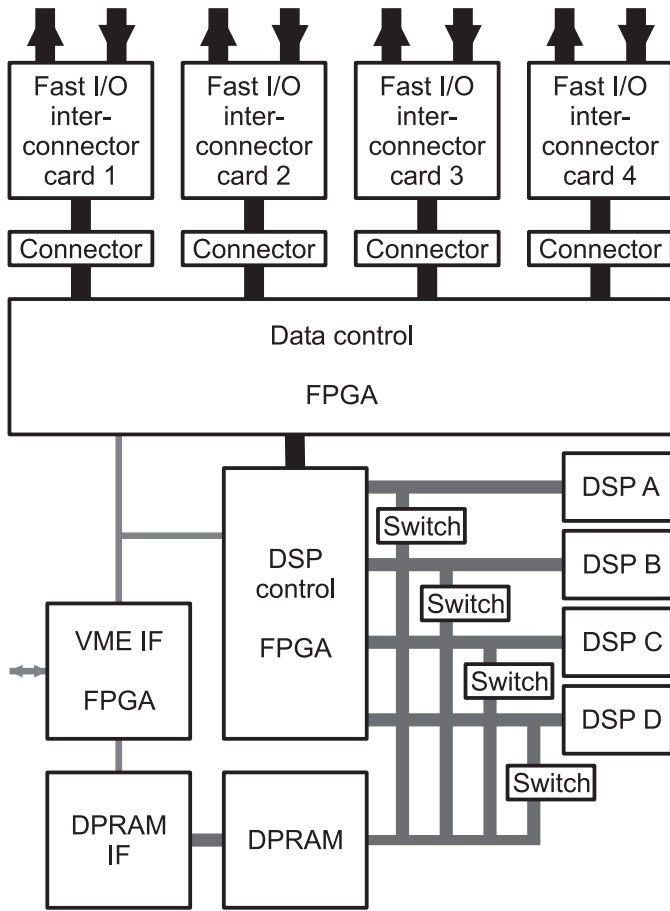 Fast I/O
inter-
connector
card 1
Fast I/O
inter-
connector
card 2
Fast I/O
inter-
connector
card 3
Fast I/O
inter-
connector
card 4
Connector
Connector
Connector
Connector
Data control
FPGA
DSP A
Switch
DSP
control
FPGA
DSP B
Switch
VME IF
FPGA
DSP C
Switch
DSP D
Switch
DPRAM
IF
DPRAM